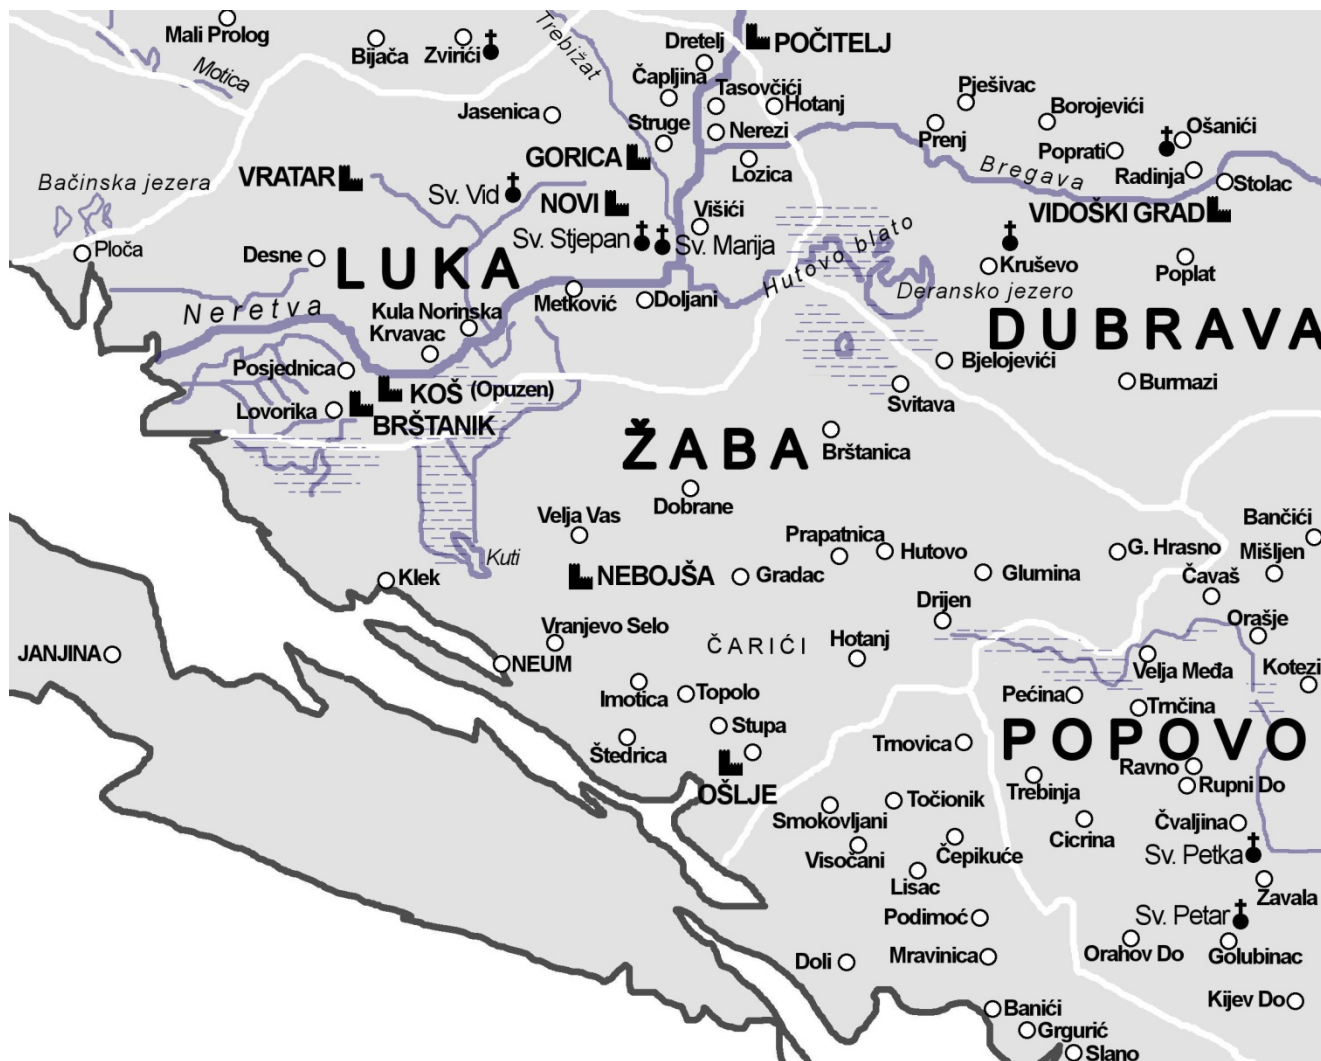 Mali Prolog
Bijača
Zvirići
Trebižat
Dretelj
POČITELJ
Motica
Čapljina
Tasovčići
Hotanj
Pješivac
Borojevići
Jasenica
Struge
Nerezi
Prenj
Poprati
Ošanići
GORICA
Lozica
Bregava
Radinja
Stolac
VRATAR
Bačinska jezera
Sv. Vid
NOVI
Višići
VIDOŠKI GRAD
Ploča
Desne
LUKA
Sv. Stjepan
Sv. Marija
Hutovo blato
Kruševo
Poplat
Neretva
Metković
Doljani
Deransko jezero
Kula Norinska
Krvavac
DUBRAVA
Posjednica
KOŠ (Opuzen)
Bjelojevići
Burmazi
Lovorika
BRŠTANIK
Svitava
ŽABA
Brštanica
Dobrane
Velja Vas
Prapatnica
Hutovo
G. Hrasno
Bančići
Mišljen
Kuti
Klek
NEBOJŠA
Gradac
Glumina
Čavaš
Drijen
Orašje
Vranjevo Selo
ČARIĆI
Hotanj
JANJINA
NEUM
Velja Međa
Kotezi
Imotica
Topolo
Pećina
Trnčina
Stupa
POPOVO
Štedrica
Trnovica
OŠLJE
Ravno
Trebinja
Rupni Do
Točionik
Smokovljani
Cicrina
Čvaljina
Visočani
Čepikuće
Sv. Petka
Lisac
Zavala
Podimoć
Sv. Petar
Doli
Mravinica
Orahov Do
Golubinac
Banići
Kijev Do
Grgurić
Slano